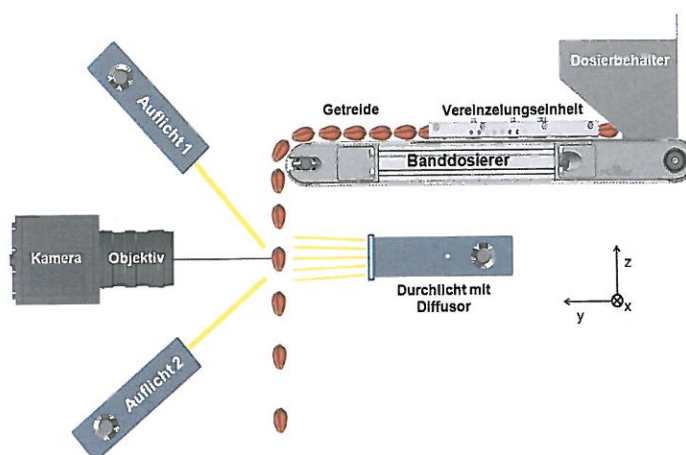 Dosierbehälter
Auflicht 1
Getreide
Vereinzelungseinheit
Banddosierer
Kamera
Objektiv
Durchlicht mit
Diffusor
z
y
x
Auflicht 2